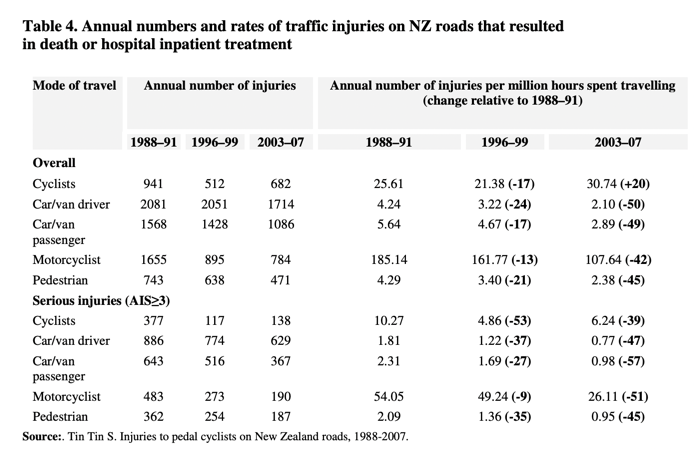 Table 4. Annual numbers and rates of traffic injuries on NZ roads that resulted
in death or hospital inpatient treatment
Mode of travel Annual number of injuries Annual number of injuries per million hours spent travelling
(change relative to 1988–91)
1988–91 1996–99 2003–07 1988–91 1996–99 2003–07
Overall
Cyclists 941 512 682 25.61 21.38 (-17) 30.74 (+20)
Car/van driver 2081 2051 1714 4.24 3.22 (-24) 2.10 (-50)
Car/van 1568 1428 1086 5.64 4.67 (-17) 2.89 (-49)
passenger
Motorcyclist 1655 895 784 185.14 161.77 (-13) 107.64 (-42)
Pedestrian 743 638 471 4.29 3.40 (-21) 2.38 (-45)
Serious injuries (AIS≥3)
Cyclists 377 117 138 10.27 4.86 (-53) 6.24 (-39)
Car/van driver 886 774 629 1.81 1.22 (-37) 0.77 (-47)
Car/van 643 516 367 2.31 1.69 (-27) 0.98 (-57)
passenger
Motorcyclist 483 273 190 54.05 49.24 (-9) 26.11 (-51)
Pedestrian 362 254 187 2.09 1.36 (-35) 0.95 (-45)
Source:. Tin Tin S. Injuries to pedal cyclists on New Zealand roads, 1988-2007.